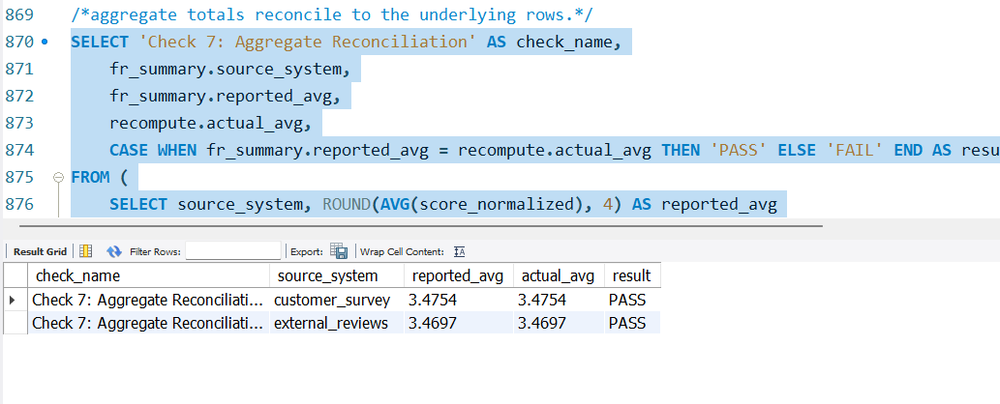 869 /*aggregate totals reconcile to the underlying rows.*/
870 SELECT 'Check 7: Aggregate Reconciliation' AS check_name,
871 fr_summary.source_system,
872 fr_summary.reported_avg,
873 recompute.actual_avg,
874 CASE WHEN fr_summary.reported_avg = recompute.actual_avg THEN 'PASS' ELSE 'FAIL' END AS resu
875 FROM (
876 SELECT source_system, ROUND(AVG(score_normalized), 4) AS reported_avg
Result Grid Filter Rows: Export: Wrap Cell Content: IA
check_name source_system reported_avg actual_avg result
Check 7: Aggregate Reconciliati... customer_survey 3.4754 3.4754 PASS
Check 7: Aggregate Reconciliati... external_reviews 3.4697 3.4697 PASS